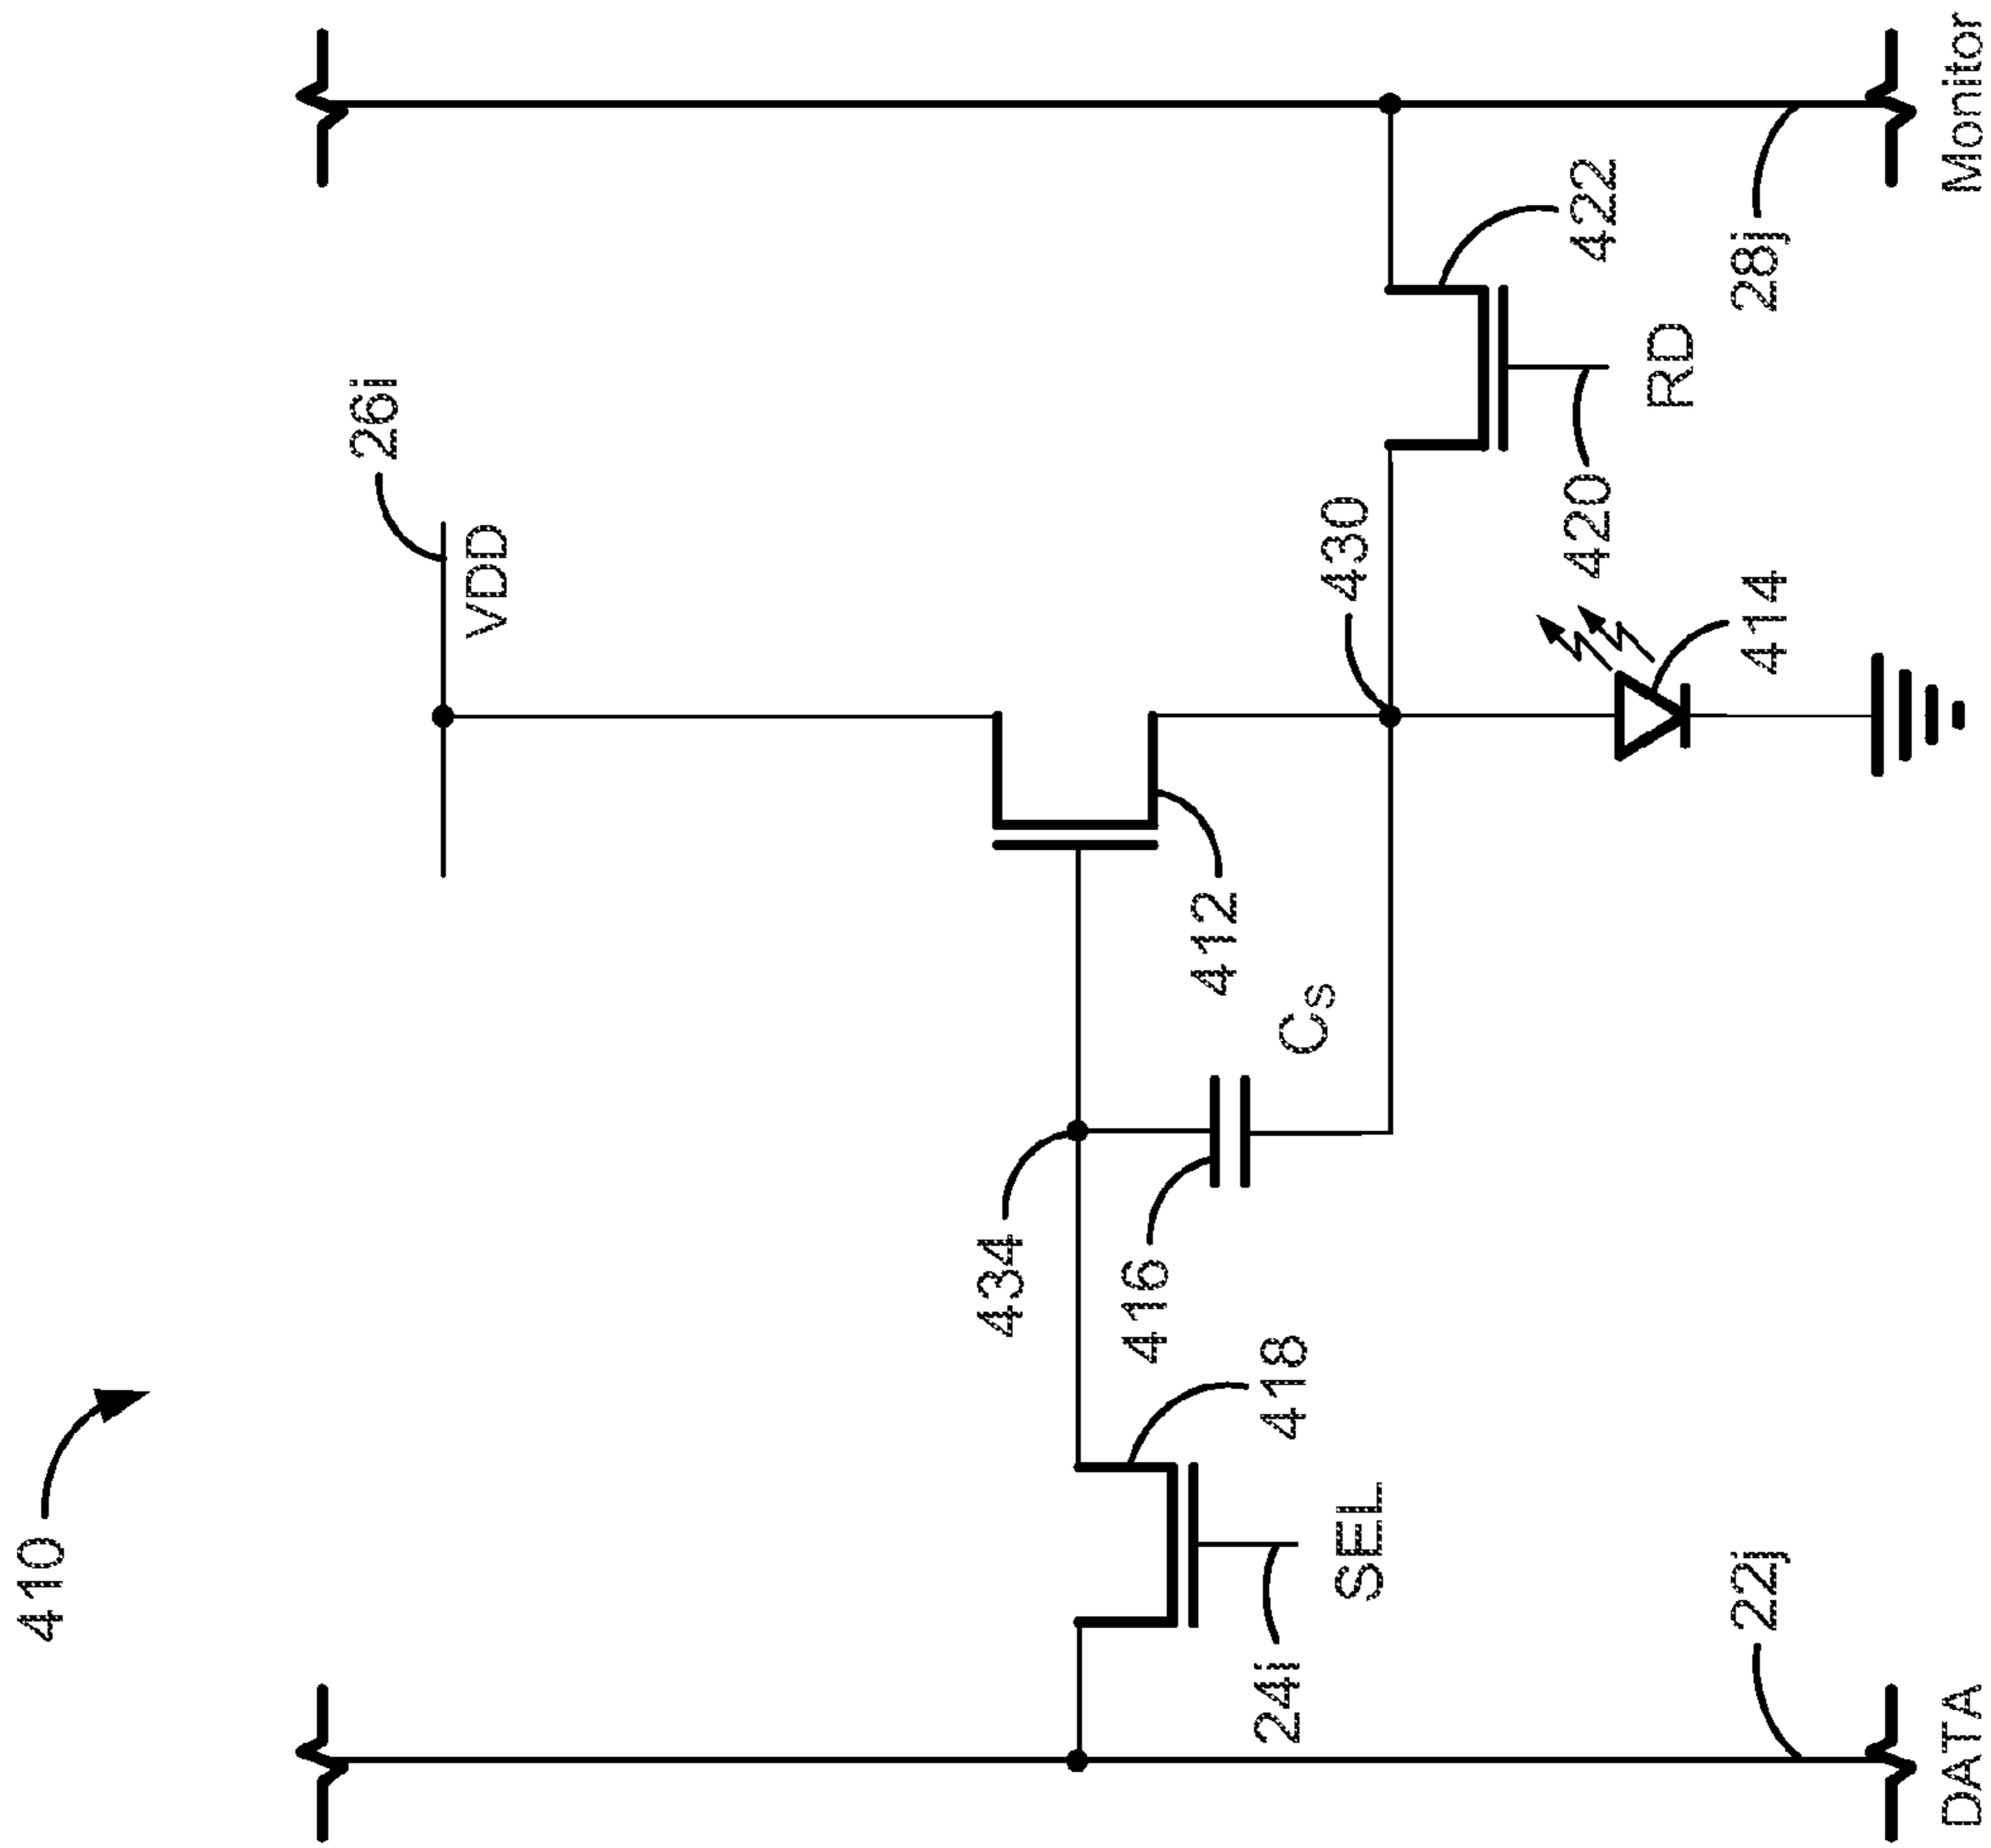 410
26i
VDD
434
412
416
Cs
430
418
24i
SEL
422
420
RD
414
22j
28j
DATA
Monitor